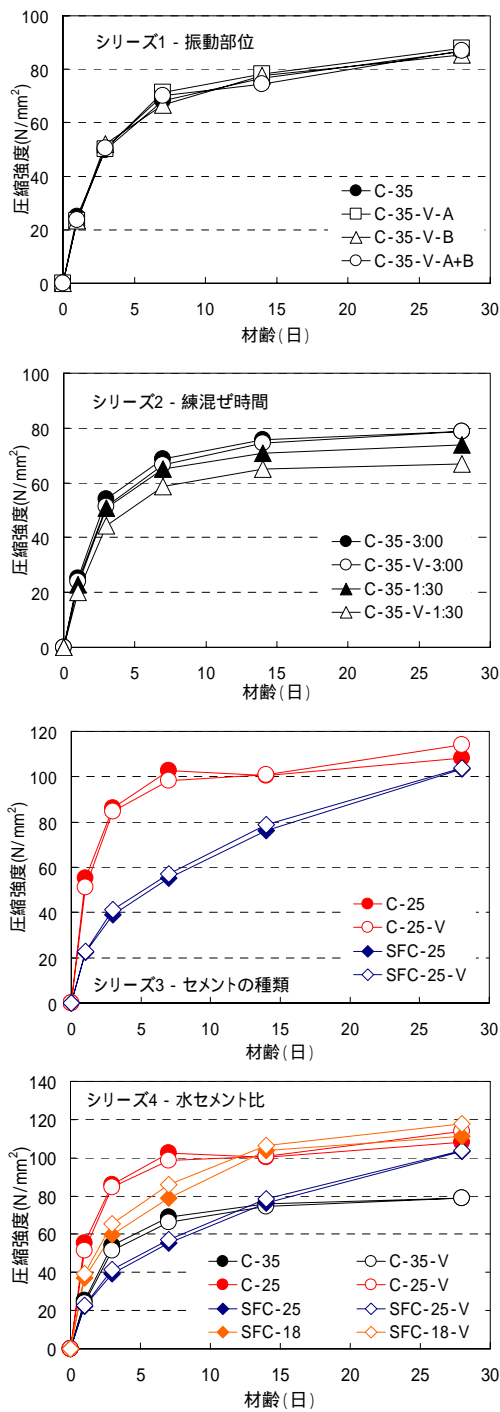 シリーズ1 - 振動部位
圧縮強度(N/mm²)
100
80
60
40
20
0
C-35
C-35-V-A
C-35-V-B
C-35-V-A+B
0 5 10 15 20 25 30
材齢(日)
シリーズ2 - 練混ぜ時間
圧縮強度(N/mm²)
100
80
60
40
20
0
C-35-3:00
C-35-V-3:00
C-35-1:30
C-35-V-1:30
0 5 10 15 20 25 30
材齢(日)
圧縮強度(N/mm²)
120
100
80
60
40
20
0
C-25
C-25-V
SFC-25
SFC-25-V
シリーズ3 - セメントの種類
0 5 10 15 20 25 30
材齢(日)
シリーズ4 - 水セメント比
圧縮強度(N/mm²)
140
120
100
80
60
40
20
0
C-35 C-35-V
C-25 C-25-V
SFC-25 SFC-25-V
SFC-18 SFC-18-V
0 5 10 15 20 25 30
材齢(日)